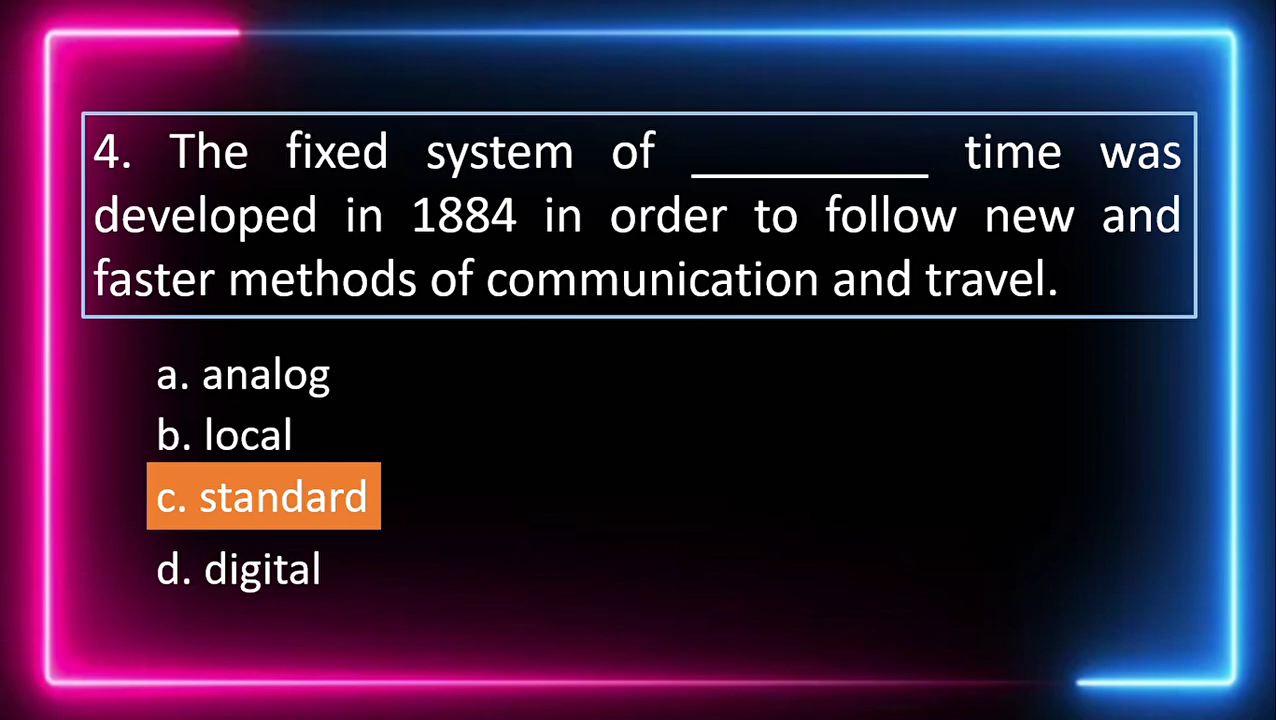 4. The fixed system of __________ time was
developed in 1884 in order to follow new and
faster methods of communication and travel.
a. analog
b. local
c. standard
d. digital